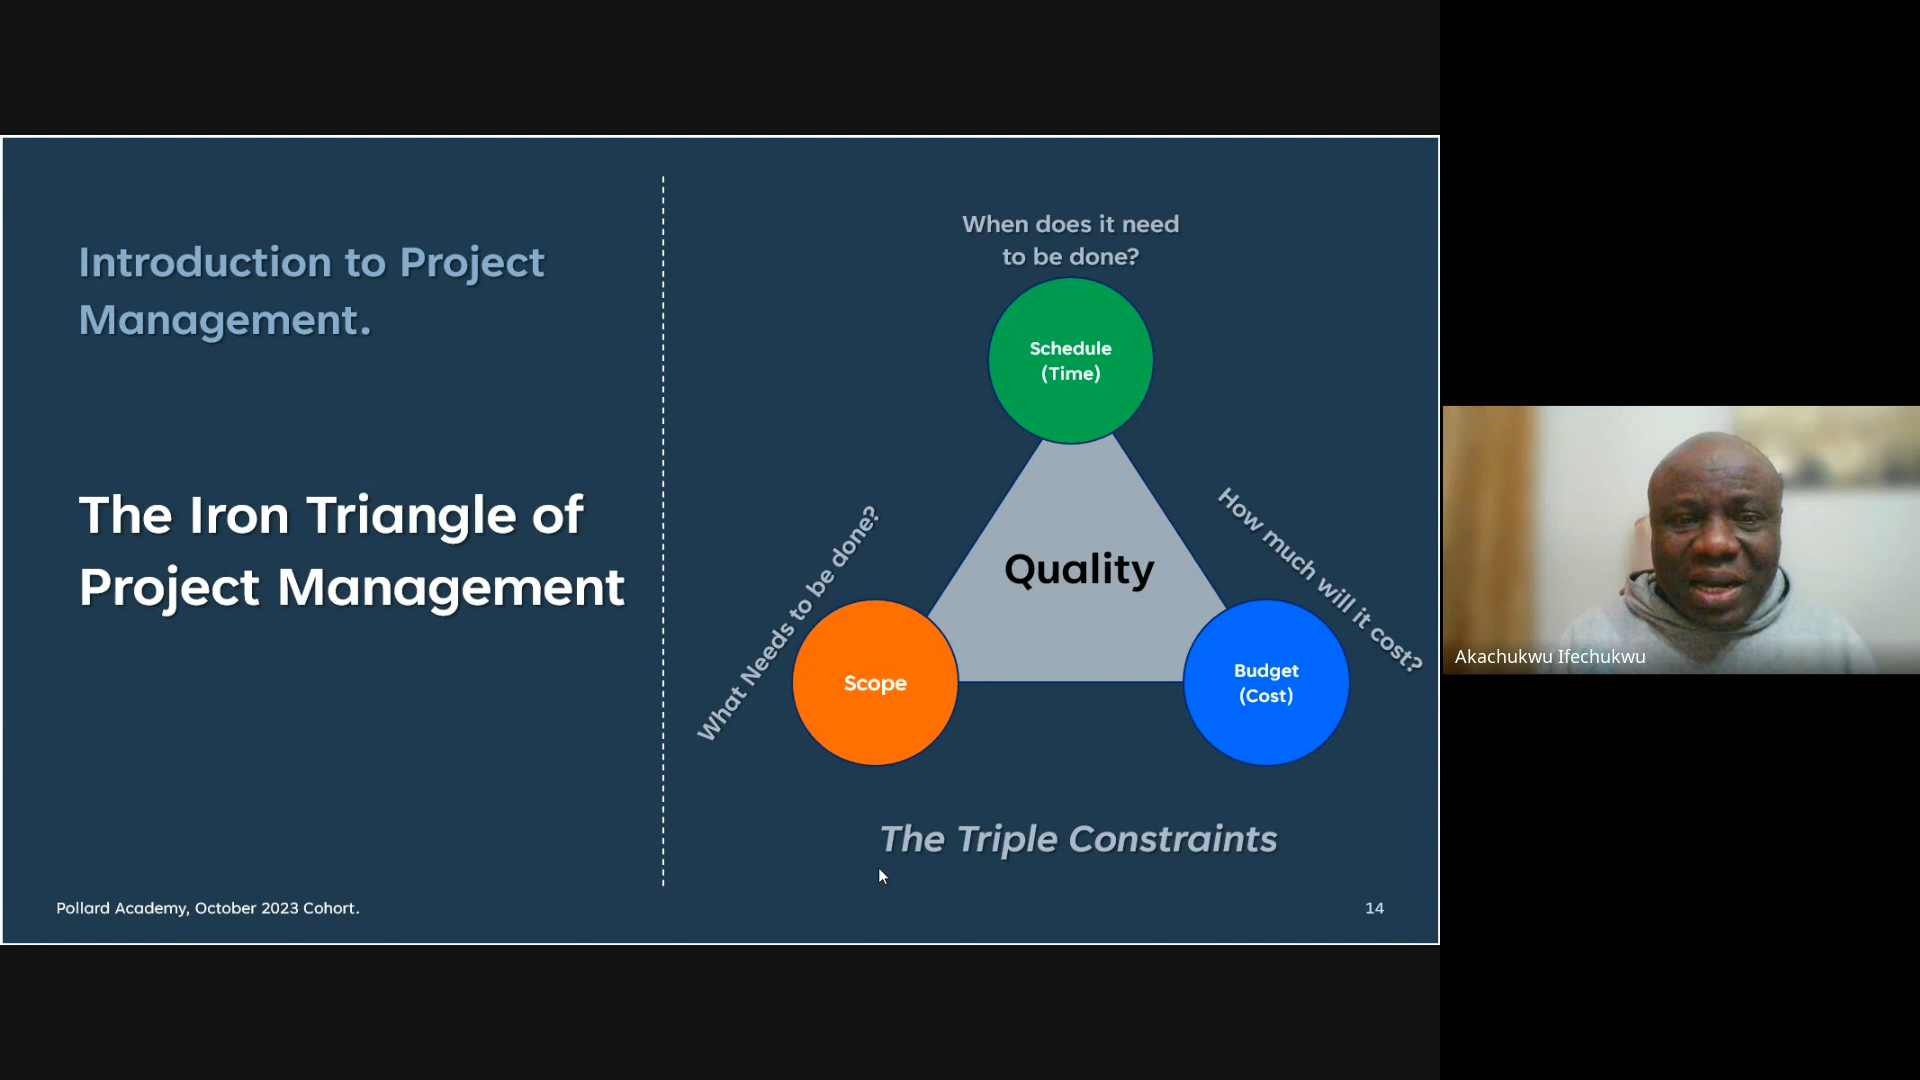 Introduction to Project
Management.
The Iron Triangle of
Project Management
When does it need
to be done?
Schedule
(Time)
What Needs to be done?
How much will it cost?
Quality
Scope
Budget
(Cost)
The Triple Constraints
Pollard Academy, October 2023 Cohort.
14
Akachukwu Ifechukwu